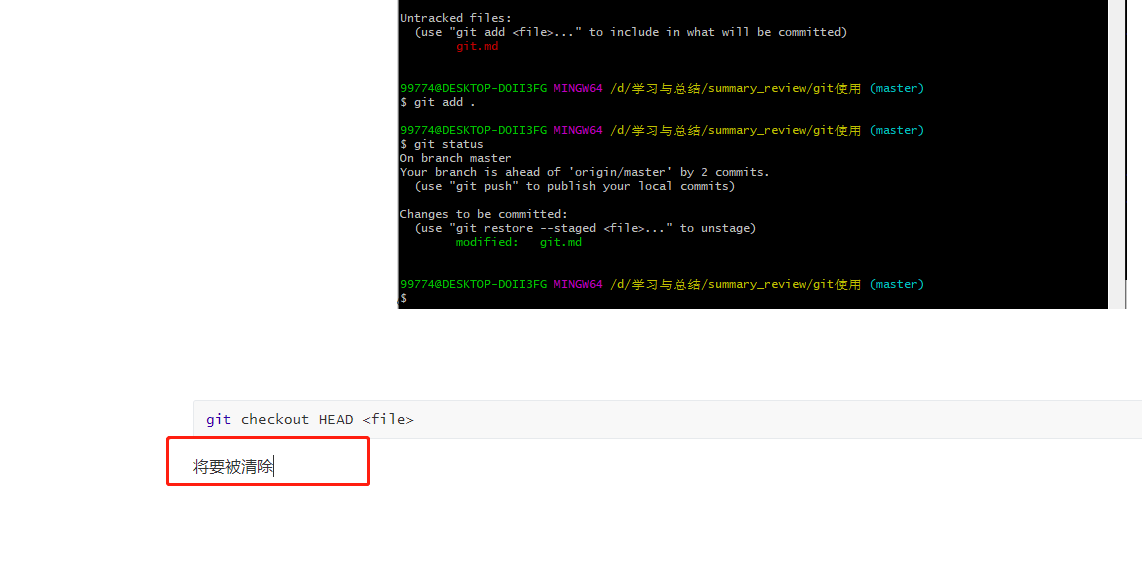 Untracked files:
(use "git add <file>..." to include in what will be committed)
git.md
99774@DESKTOP-DOII3FG MINGW64 /d/学习与总结/summary_review/git使用 (master)
$ git add .
99774@DESKTOP-DOII3FG MINGW64 /d/学习与总结/summary_review/git使用 (master)
$ git status
On branch master
Your branch is ahead of 'origin/master' by 2 commits.
(use "git push" to publish your local commits)
Changes to be committed:
(use "git restore --staged <file>..." to unstage)
modified: git.md
99774@DESKTOP-DOII3FG MINGW64 /d/学习与总结/summary_review/git使用 (master)
$
git checkout HEAD <file>
将要被清除